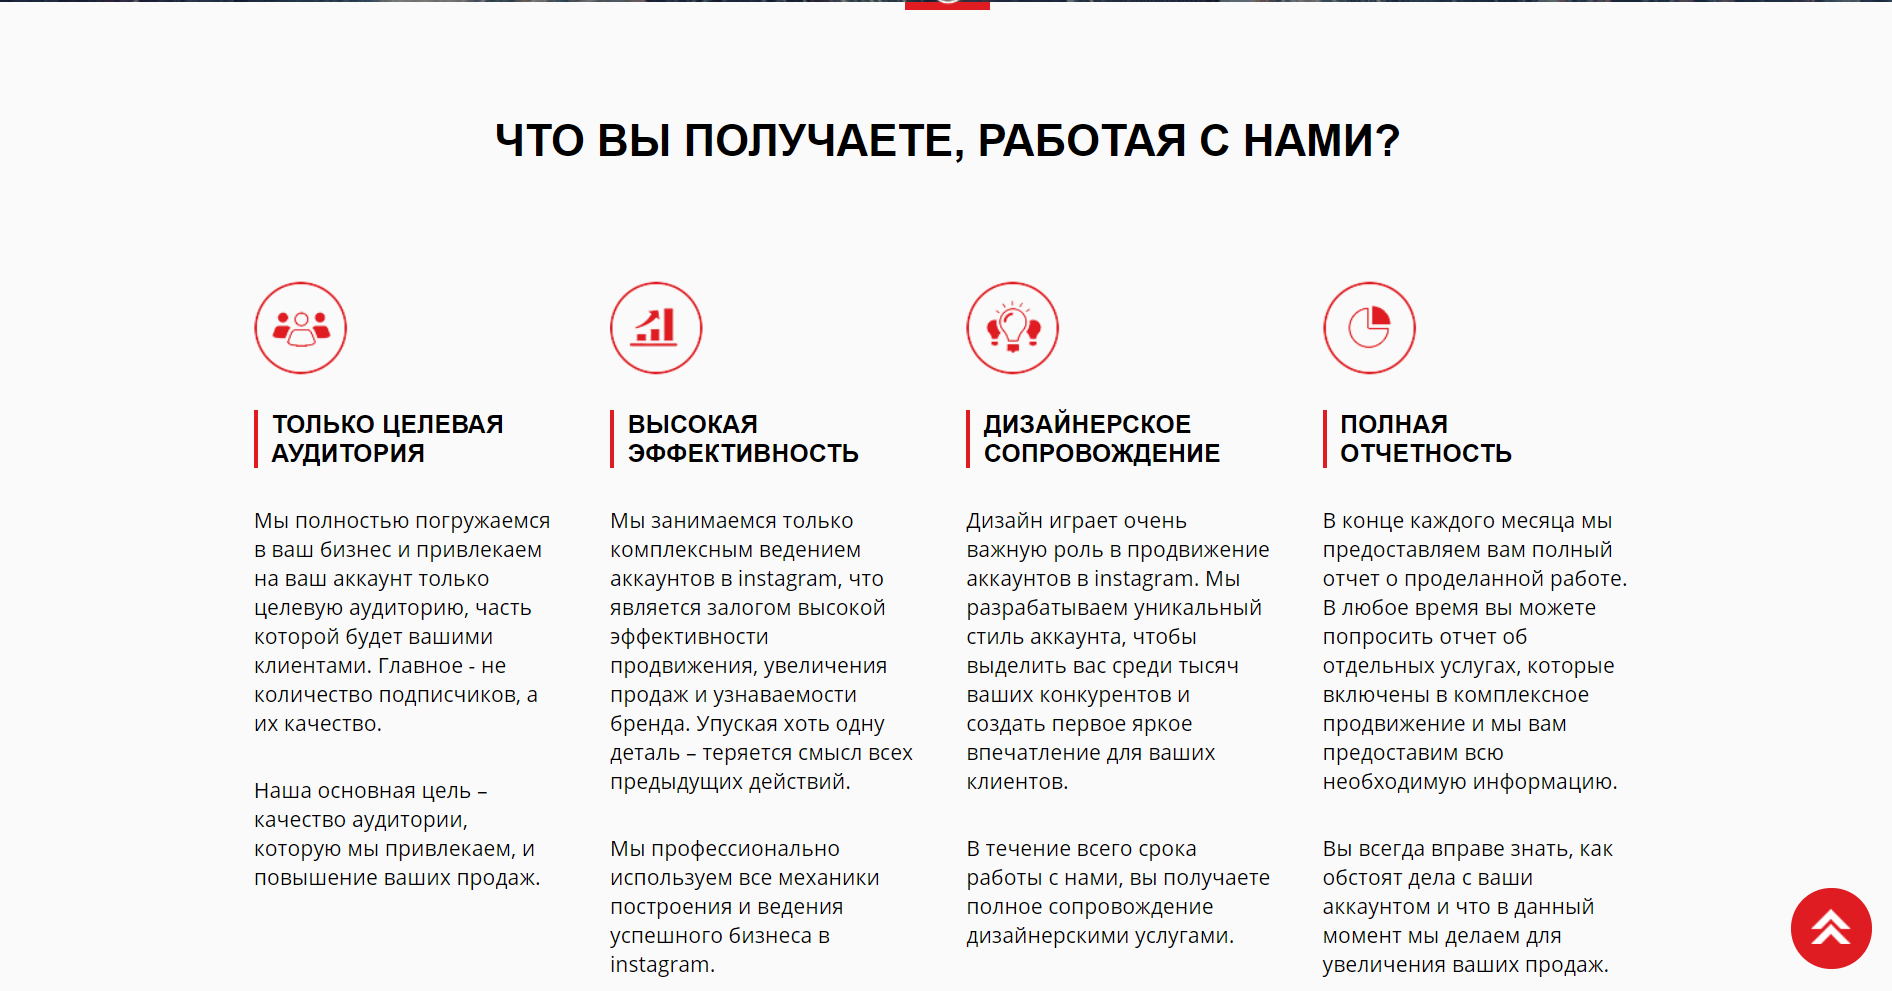 ЧТО ВЫ ПОЛУЧАЕТЕ, РАБОТАЯ С НАМИ?
ТОЛЬКО ЦЕЛЕВАЯ
АУДИТОРИЯ
Мы полностью погружаемся
в ваш бизнес и привлекаем
на ваш аккаунт только
целевую аудиторию, часть
которой будет вашими
клиентами. Главное - не
количество подписчиков, а
их качество.
Наша основная цель –
качество аудитории,
которую мы привлекаем, и
повышение ваших продаж.
ВЫСОКАЯ
ЭФФЕКТИВНОСТЬ
Мы занимаемся только
комплексным ведением
аккаунтов в instagram, что
является залогом высокой
эффективности
продвижения, увеличения
продаж и узнаваемости
бренда. Упуская хоть одну
деталь – теряется смысл всех
предыдущих действий.
Мы профессионально
используем все механики
построения и ведения
успешного бизнеса в
instagram.
ДИЗАЙНЕРСКОЕ
СОПРОВОЖДЕНИЕ
Дизайн играет очень
важную роль в продвижение
аккаунтов в instagram. Мы
разрабатываем уникальный
стиль аккаунта, чтобы
выделить вас среди тысяч
ваших конкурентов и
создать первое яркое
впечатление для ваших
клиентов.
В течение всего срока
работы с нами, вы получаете
полное сопровождение
дизайнерскими услугами.
ПОЛНАЯ
ОТЧЕТНОСТЬ
В конце каждого месяца мы
предоставляем вам полный
отчет о проделанной работе.
В любое время вы можете
попросить отчет об
отдельных услугах, которые
включены в комплексное
продвижение и мы вам
предоставим всю
необходимую информацию.
Вы всегда вправе знать, как
обстоят дела с ваши
аккаунтом и что в данный
момент мы делаем для
увеличения ваших продаж.